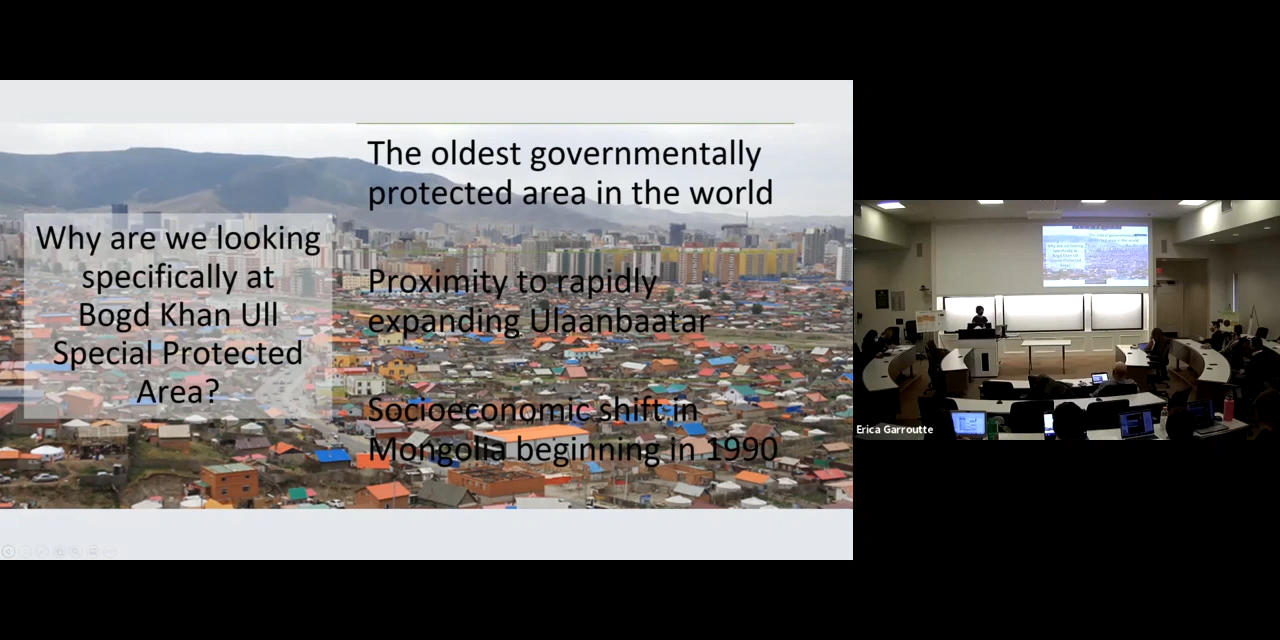 Why are we looking
specifically at
Bogd Khan Ull
Special Protected
Area?
The oldest governmentally
protected area in the world
Proximity to rapidly
expanding Ulaanbaatar
Socioeconomic shift in
Mongolia beginning in 1990
Erica Garroutte